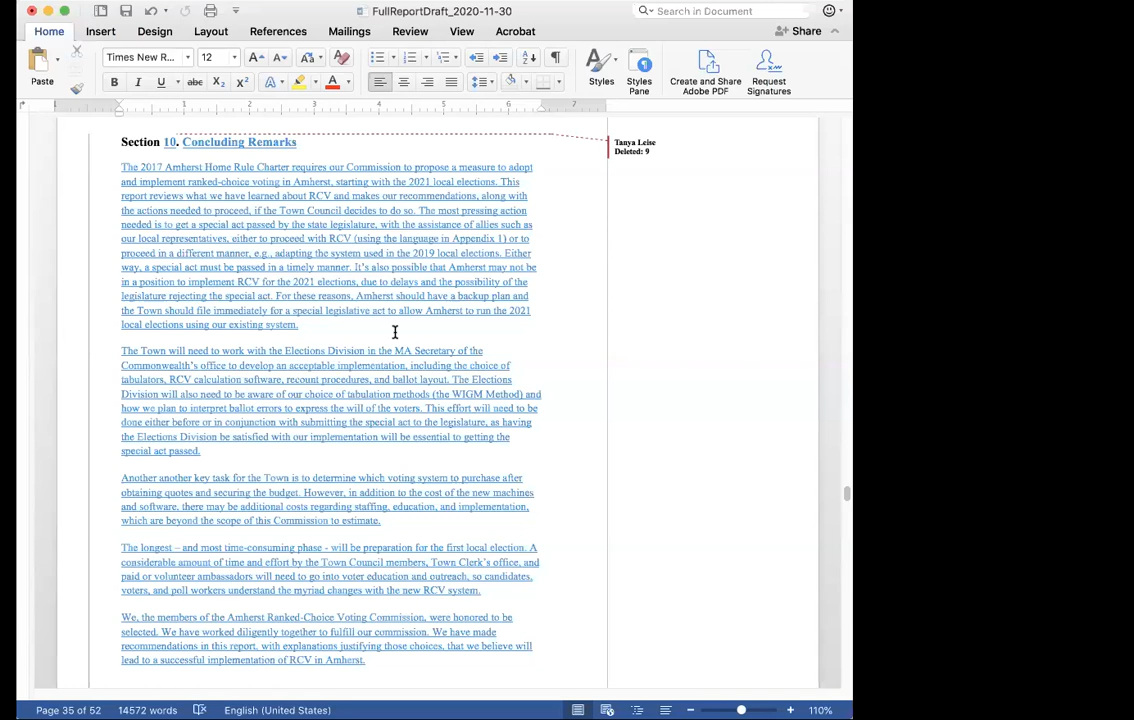 FullReportDraft_2020-11-30
Search in Document
Home Insert Design Layout References Mailings Review View Acrobat Share
Paste
Times New R... 12
B I U abc X2 X2 A A
Styles Styles Pane Create and Share Adobe PDF Request Signatures
1 2 3 4 5 6 7
Section 10. Concluding Remarks
Tanya Leise
Deleted: 9
The 2017 Amherst Home Rule Charter requires our Commission to propose a measure to adopt
and implement ranked-choice voting in Amherst, starting with the 2021 local elections. This
report reviews what we have learned about RCV and makes our recommendations, along with
the actions needed to proceed, if the Town Council decides to do so. The most pressing action
needed is to get a special act passed by the state legislature, with the assistance of allies such as
our local representatives, either to proceed with RCV (using the language in Appendix 1) or to
proceed in a different manner, e.g., adapting the system used in the 2019 local elections. Either
way, a special act must be passed in a timely manner. It's also possible that Amherst may not be
in a position to implement RCV for the 2021 elections, due to delays and the possibility of the
legislature rejecting the special act. For these reasons, Amherst should have a backup plan and
the Town should file immediately for a special legislative act to allow Amherst to run the 2021
local elections using our existing system.
The Town will need to work with the Elections Division in the MA Secretary of the
Commonwealth's office to develop an acceptable implementation, including the choice of
tabulators, RCV calculation software, recount procedures, and ballot layout. The Elections
Division will also need to be aware of our choice of tabulation methods (the WIGM Method) and
how we plan to interpret ballot errors to express the will of the voters. This effort will need to be
done either before or in conjunction with submitting the special act to the legislature, as having
the Elections Division be satisfied with our implementation will be essential to getting the
special act passed.
Another another key task for the Town is to determine which voting system to purchase after
obtaining quotes and securing the budget. However, in addition to the cost of the new machines
and software, there may be additional costs regarding staffing, education, and implementation,
which are beyond the scope of this Commission to estimate.
The longest – and most time-consuming phase - will be preparation for the first local election. A
considerable amount of time and effort by the Town Council members, Town Clerk's office, and
paid or volunteer ambassadors will need to go into voter education and outreach, so candidates,
voters, and poll workers understand the myriad changes with the new RCV system.
We, the members of the Amherst Ranked-Choice Voting Commission, were honored to be
selected. We have worked diligently together to fulfill our commission. We have made
recommendations in this report, with explanations justifying those choices, that we believe will
lead to a successful implementation of RCV in Amherst.
Page 35 of 52 14572 words English (United States) 110%